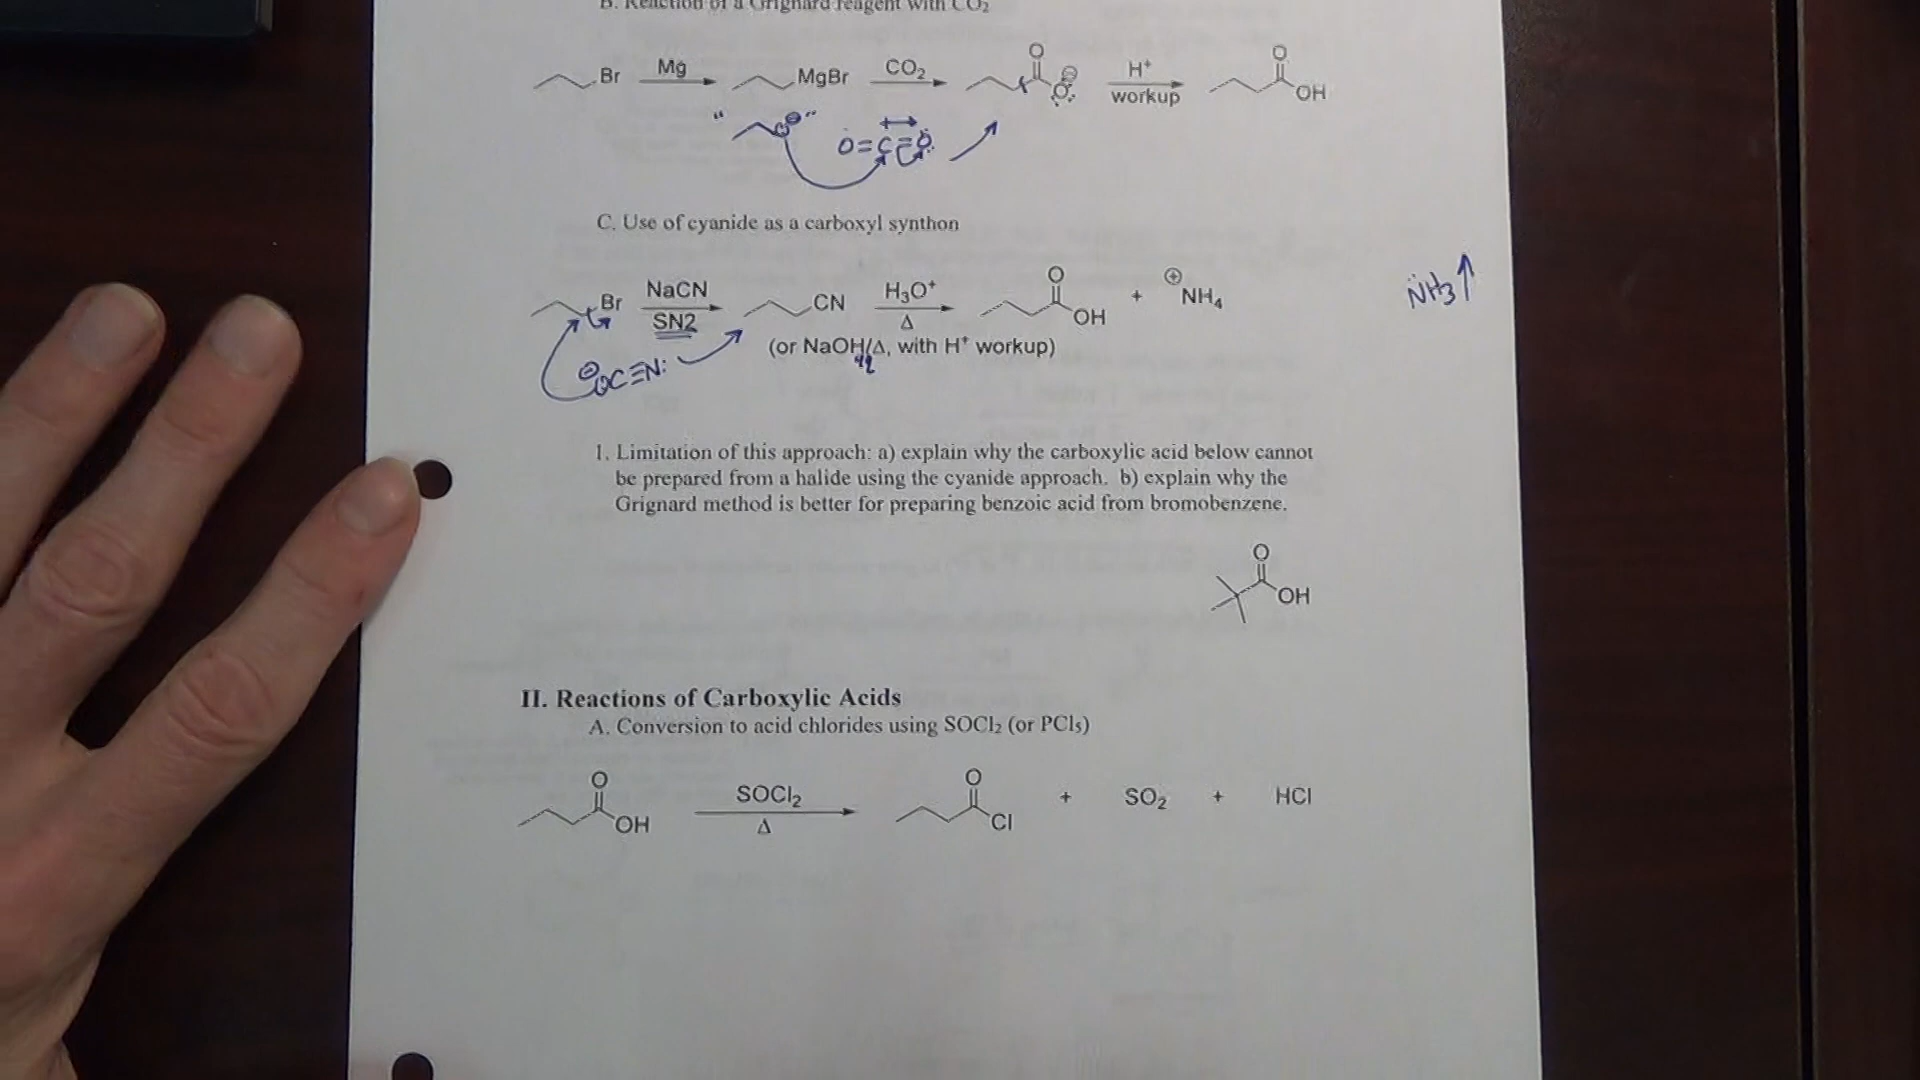 B. Reaction of a Grignard reagent with CO₂
Br Mg MgBr CO₂ O ⊖ O H⁺ workup O OH
" C ⊖ " O=C=O
C. Use of cyanide as a carboxyl synthon
Br NaCN SN2 CN H₃O⁺ Δ O OH + ⊕ NH₄ NH₃↑
(or NaOH/Δ, with H⁺ workup)
⊖ C≡N: aq
1. Limitation of this approach: a) explain why the carboxylic acid below cannot
be prepared from a halide using the cyanide approach. b) explain why the
Grignard method is better for preparing benzoic acid from bromobenzene.
O
OH
II. Reactions of Carboxylic Acids
A. Conversion to acid chlorides using SOCl₂ (or PCl₅)
O OH SOCl₂ Δ O Cl + SO₂ + HCl